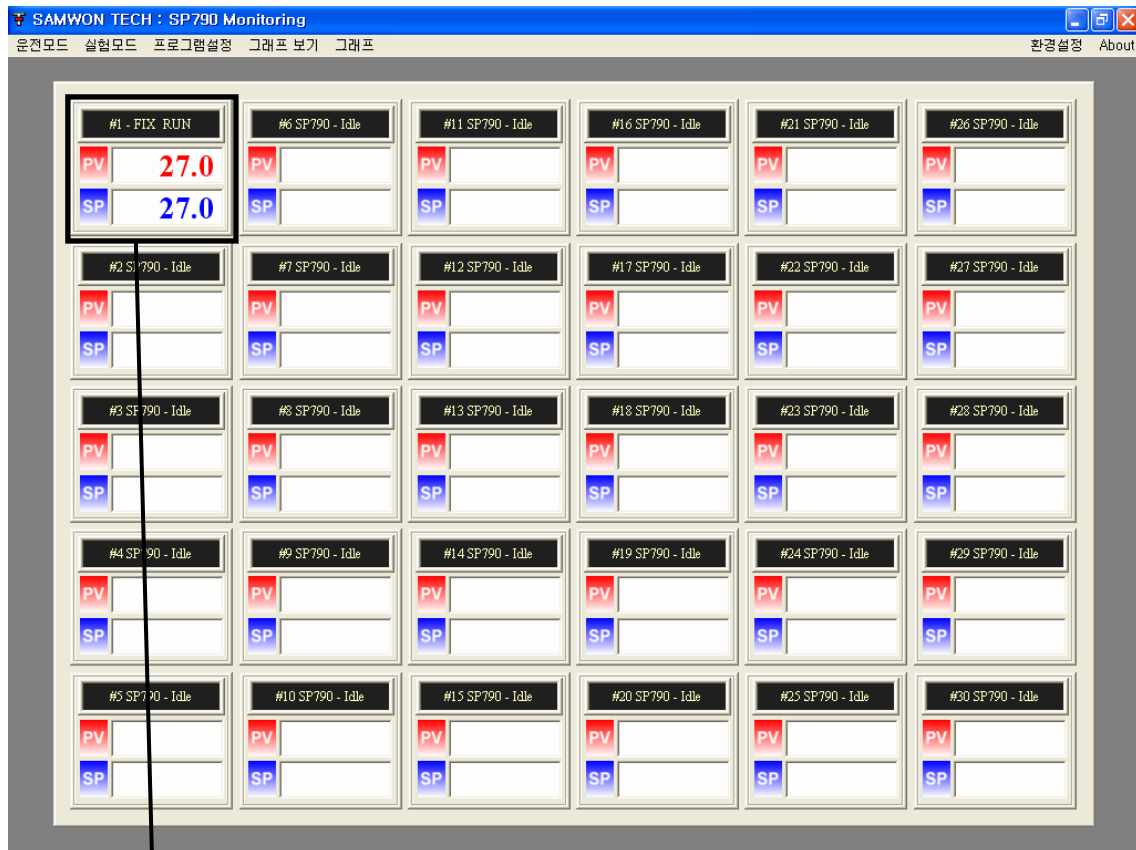 SAMWON TECH : SP790 Monitoring
운전모드 실험모드 프로그램설정 그래프 보기 그래프 환경설정 About
#1 - FIX RUN #6 SP790 - Idle #11 SP790 - Idle #16 SP790 - Idle #21 SP790 - Idle #26 SP790 - Idle
PV 27.0 PV PV PV PV PV
SP 27.0 SP SP SP SP SP
#2 SP790 - Idle #7 SP790 - Idle #12 SP790 - Idle #17 SP790 - Idle #22 SP790 - Idle #27 SP790 - Idle
PV PV PV PV PV PV
SP SP SP SP SP SP
#3 SP790 - Idle #8 SP790 - Idle #13 SP790 - Idle #18 SP790 - Idle #23 SP790 - Idle #28 SP790 - Idle
PV PV PV PV PV PV
SP SP SP SP SP SP
#4 SP790 - Idle #9 SP790 - Idle #14 SP790 - Idle #19 SP790 - Idle #24 SP790 - Idle #29 SP790 - Idle
PV PV PV PV PV PV
SP SP SP SP SP SP
#5 SP790 - Idle #10 SP790 - Idle #15 SP790 - Idle #20 SP790 - Idle #25 SP790 - Idle #30 SP790 - Idle
PV PV PV PV PV PV
SP SP SP SP SP SP